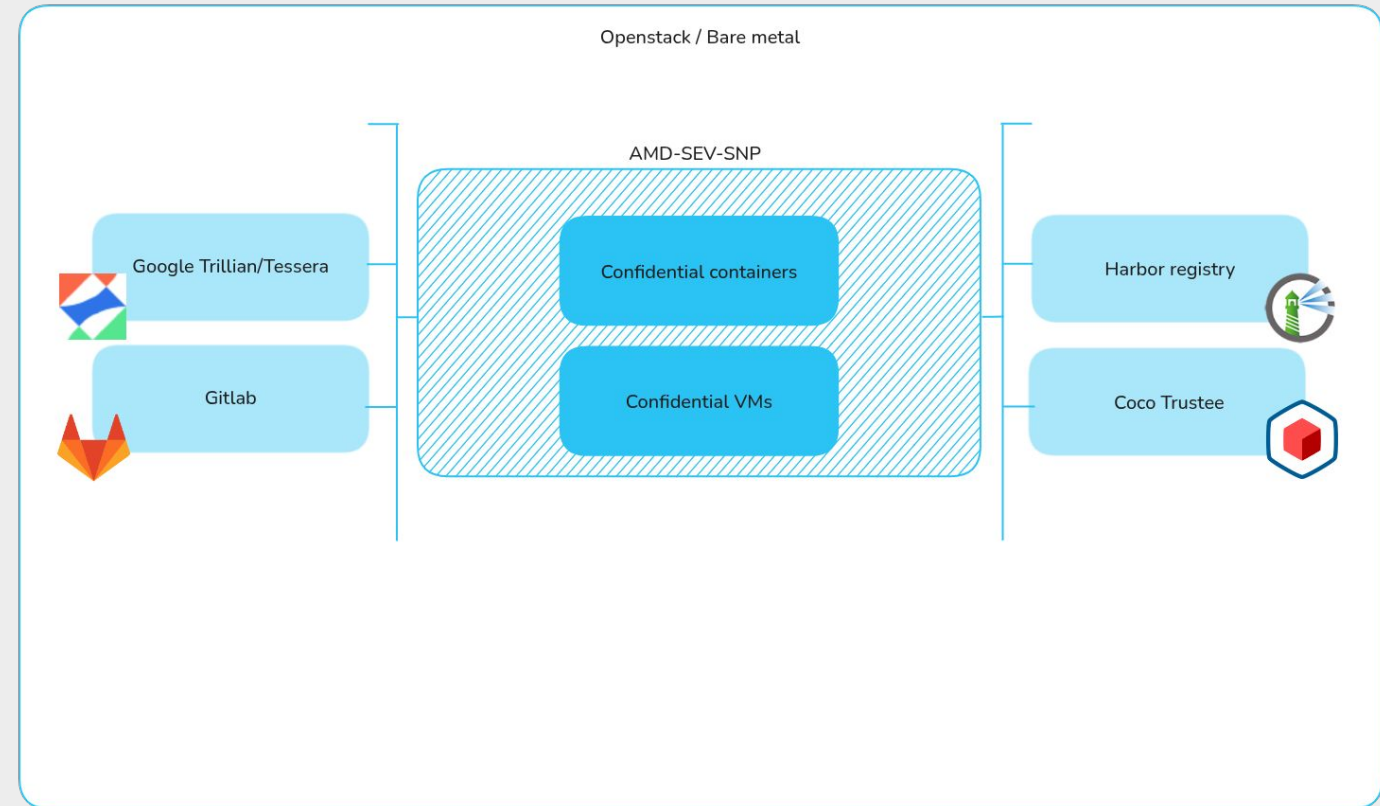 Openstack / Bare metal
AMD-SEV-SNP
Google Trillian/Tessera
Confidential containers
Harbor registry
Gitlab
Confidential VMs
Coco Trustee